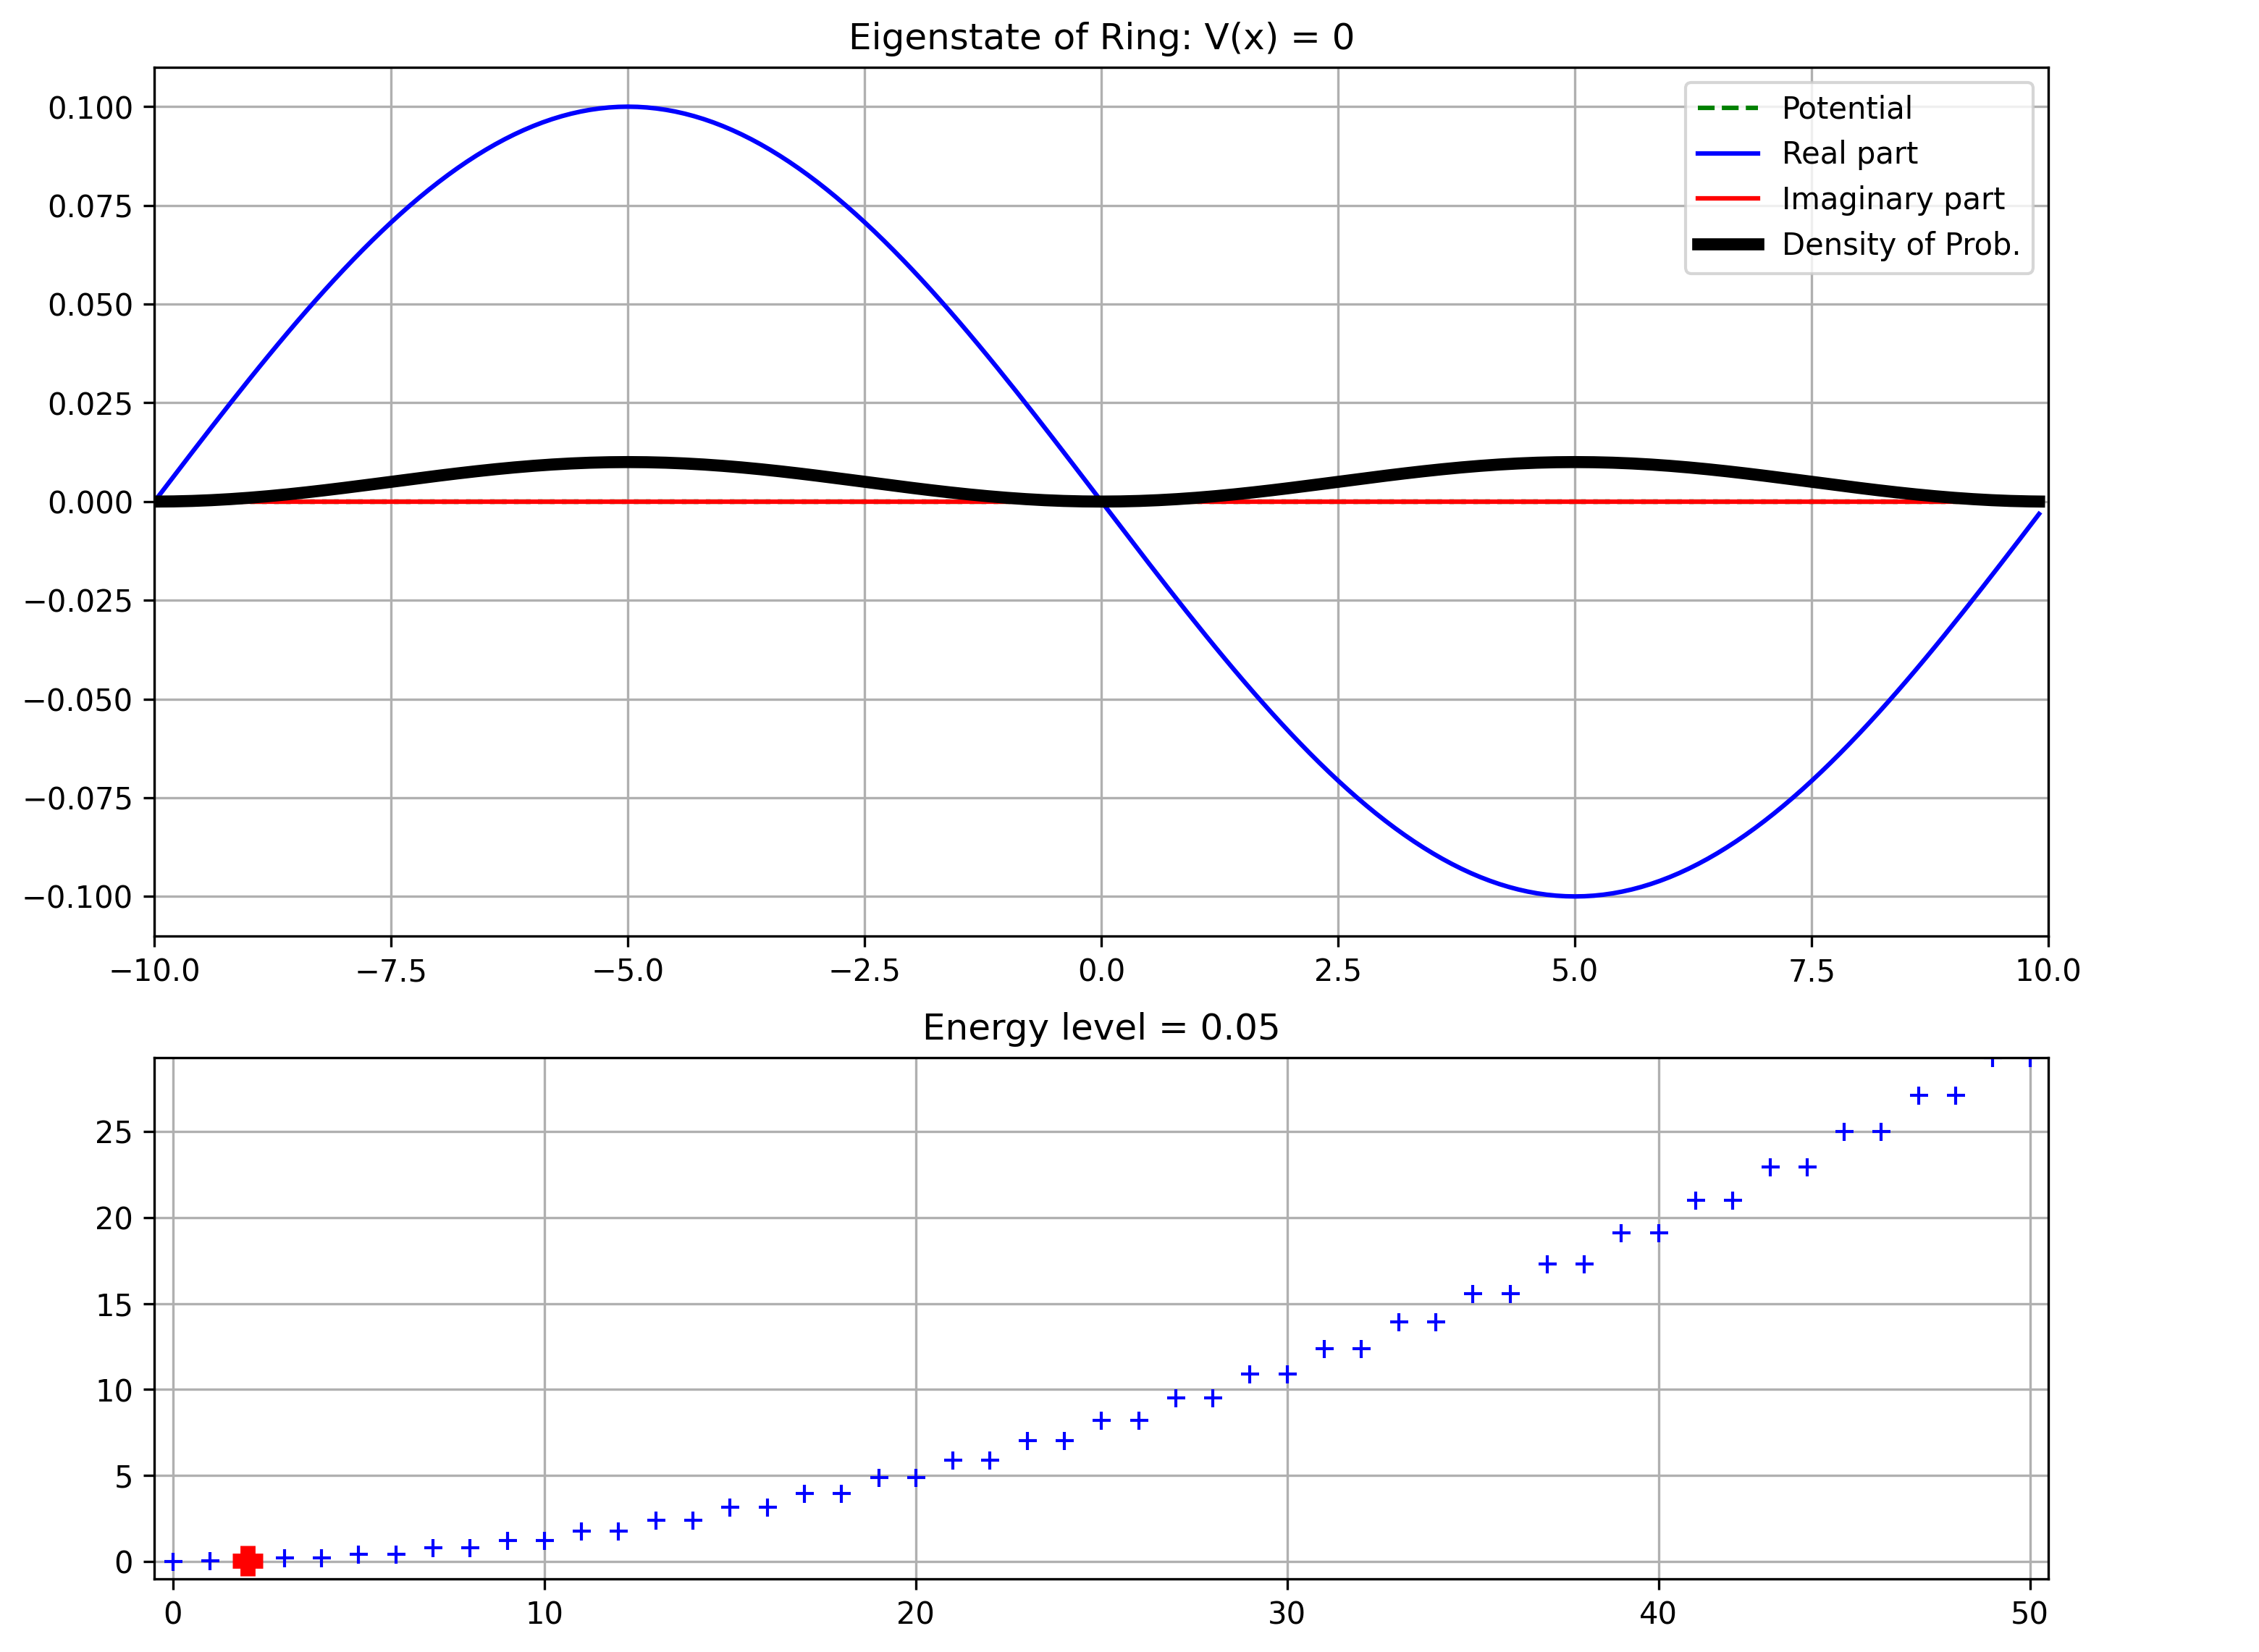 Eigenstate of Ring: V(x) = 0
0.100
0.075
0.050
0.025
0.000
−0.025
−0.050
−0.075
−0.100
Potential
Real part
Imaginary part
Density of Prob.
−10.0 −7.5 −5.0 −2.5 0.0 2.5 5.0 7.5 10.0
Energy level = 0.05
25
20
15
10
5
0
0 10 20 30 40 50